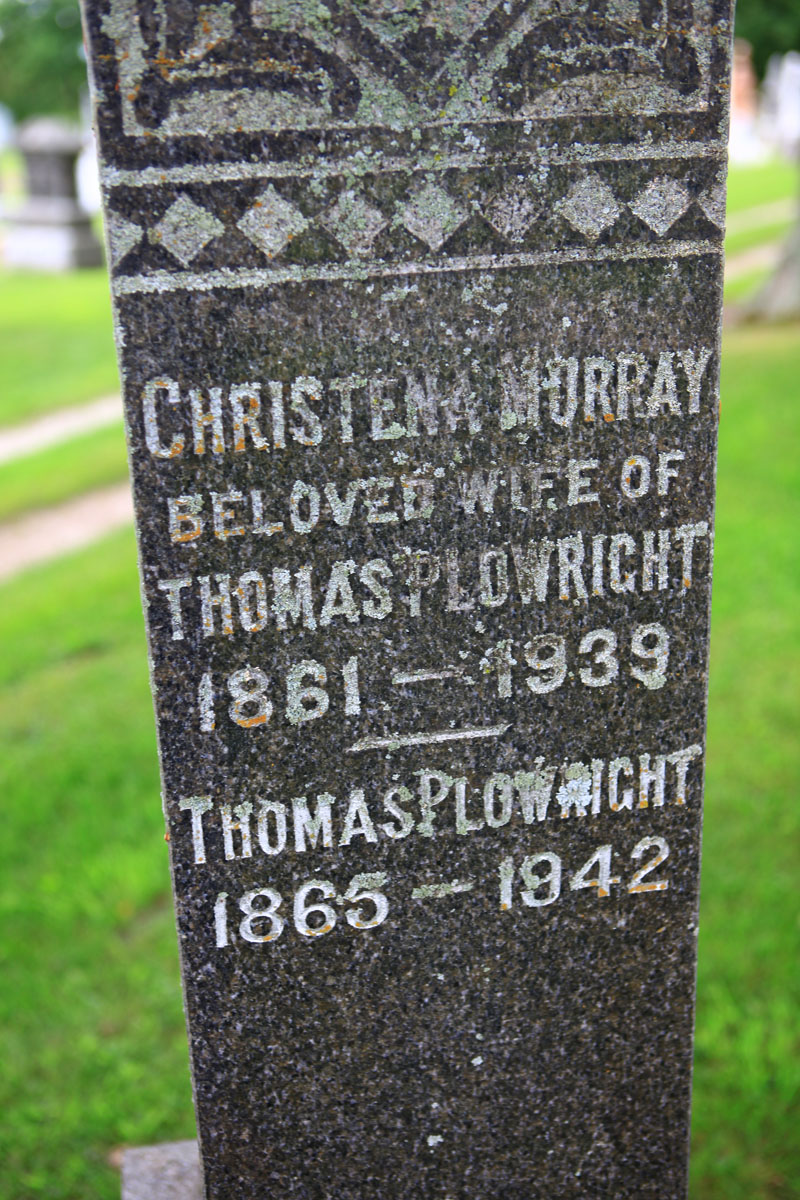 CHRISTENA MURRAY
BELOVED WIFE OF
THOMAS PLOWRIGHT
1861 — 1939
THOMAS PLOWRIGHT
1865 — 1942